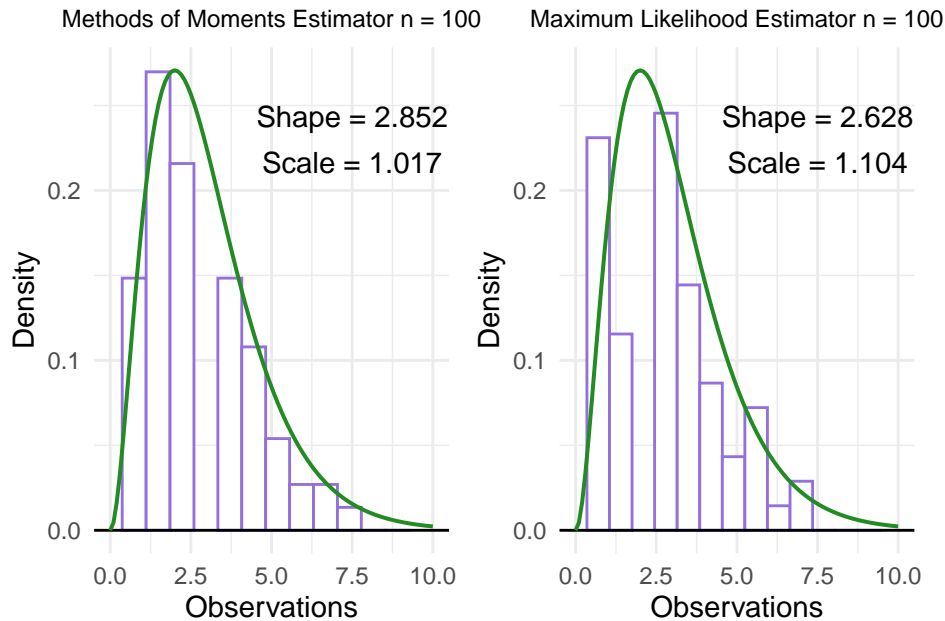 Methods of Moments Estimator n = 100
Shape = 2.852
Scale = 1.017
Density
0.2
0.1
0.0
0.0 2.5 5.0 7.5 10.0
Observations
Maximum Likelihood Estimator n = 100
Shape = 2.628
Scale = 1.104
Density
0.2
0.1
0.0
0.0 2.5 5.0 7.5 10.0
Observations